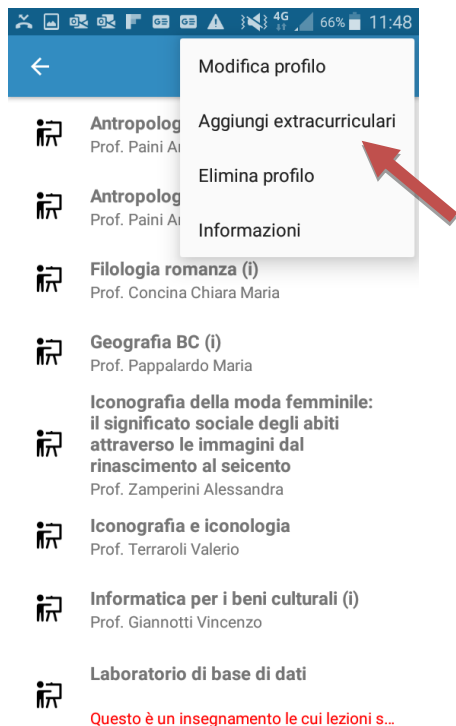 4G 66% 11:48
Modifica profilo
Aggiungi extracurriculari
Elimina profilo
Informazioni
Antropolog
Prof. Paini A
Antropolog
Prof. Paini A
Filologia romanza (i)
Prof. Concina Chiara Maria
Geografia BC (i)
Prof. Pappalardo Maria
Iconografia della moda femminile:
il significato sociale degli abiti
attraverso le immagini dal
rinascimento al seicento
Prof. Zamperini Alessandra
Iconografia e iconologia
Prof. Terraroli Valerio
Informatica per i beni culturali (i)
Prof. Giannotti Vincenzo
Laboratorio di base di dati
Questo è un insegnamento le cui lezioni s...